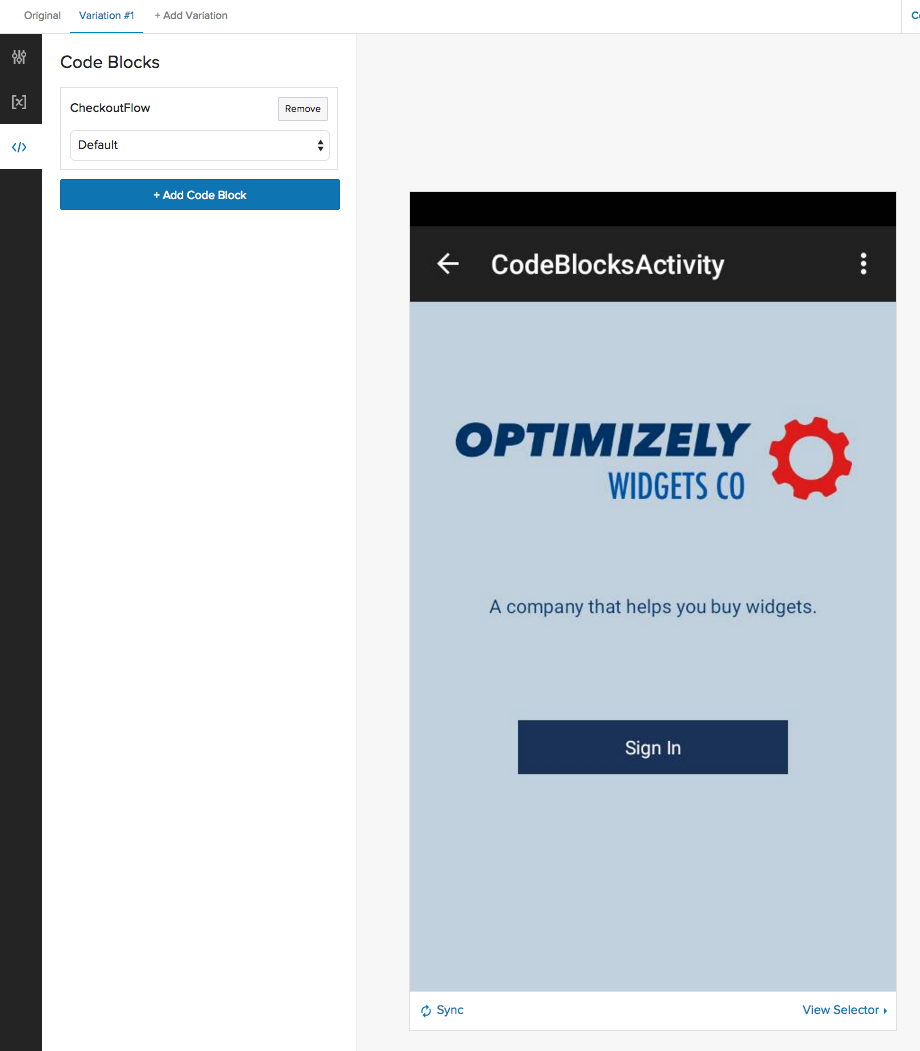 Original Variation #1 + Add Variation
Code Blocks
CheckoutFlow Remove
Default
+ Add Code Block
CodeBlocksActivity
OPTIMIZELY
WIDGETS CO
A company that helps you buy widgets.
Sign In
Sync View Selector